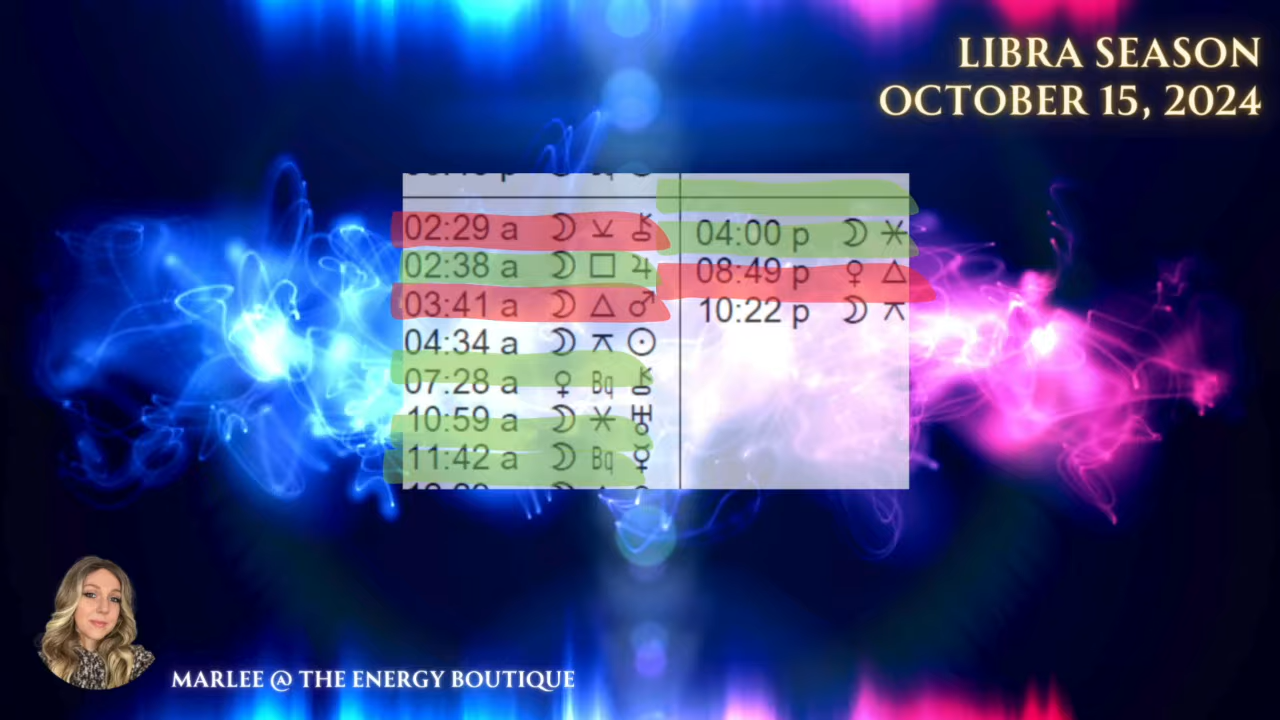 LIBRA SEASON
OCTOBER 15, 2024
02:29 a ☽ ⚺ ⚷
02:38 a ☽ □ ♃
03:41 a ☽ △ ♂
04:34 a ☽ ⚻ ☉
07:28 a ♀ Bq ⚷
10:59 a ☽ ⚹ ♅
11:42 a ☽ Bq ☿
04:00 p ☽ ⚹
08:49 p ♀ △
10:22 p ☽ ⚻
MARLEE @ THE ENERGY BOUTIQUE